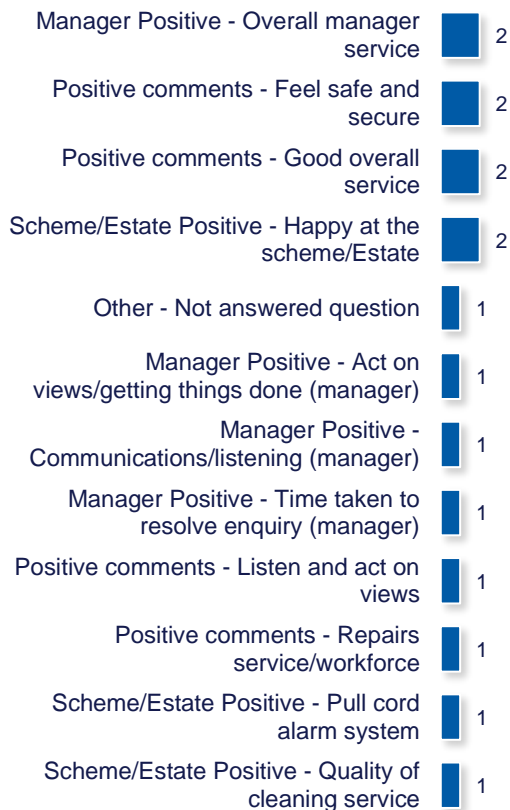 Manager Positive - Overall manager
service
2
Positive comments - Feel safe and
secure
2
Positive comments - Good overall
service
2
Scheme/Estate Positive - Happy at the
scheme/Estate
2
Other - Not answered question
1
Manager Positive - Act on
views/getting things done (manager)
1
Manager Positive -
Communications/listening (manager)
1
Manager Positive - Time taken to
resolve enquiry (manager)
1
Positive comments - Listen and act on
views
1
Positive comments - Repairs
service/workforce
1
Scheme/Estate Positive - Pull cord
alarm system
1
Scheme/Estate Positive - Quality of
cleaning service
1